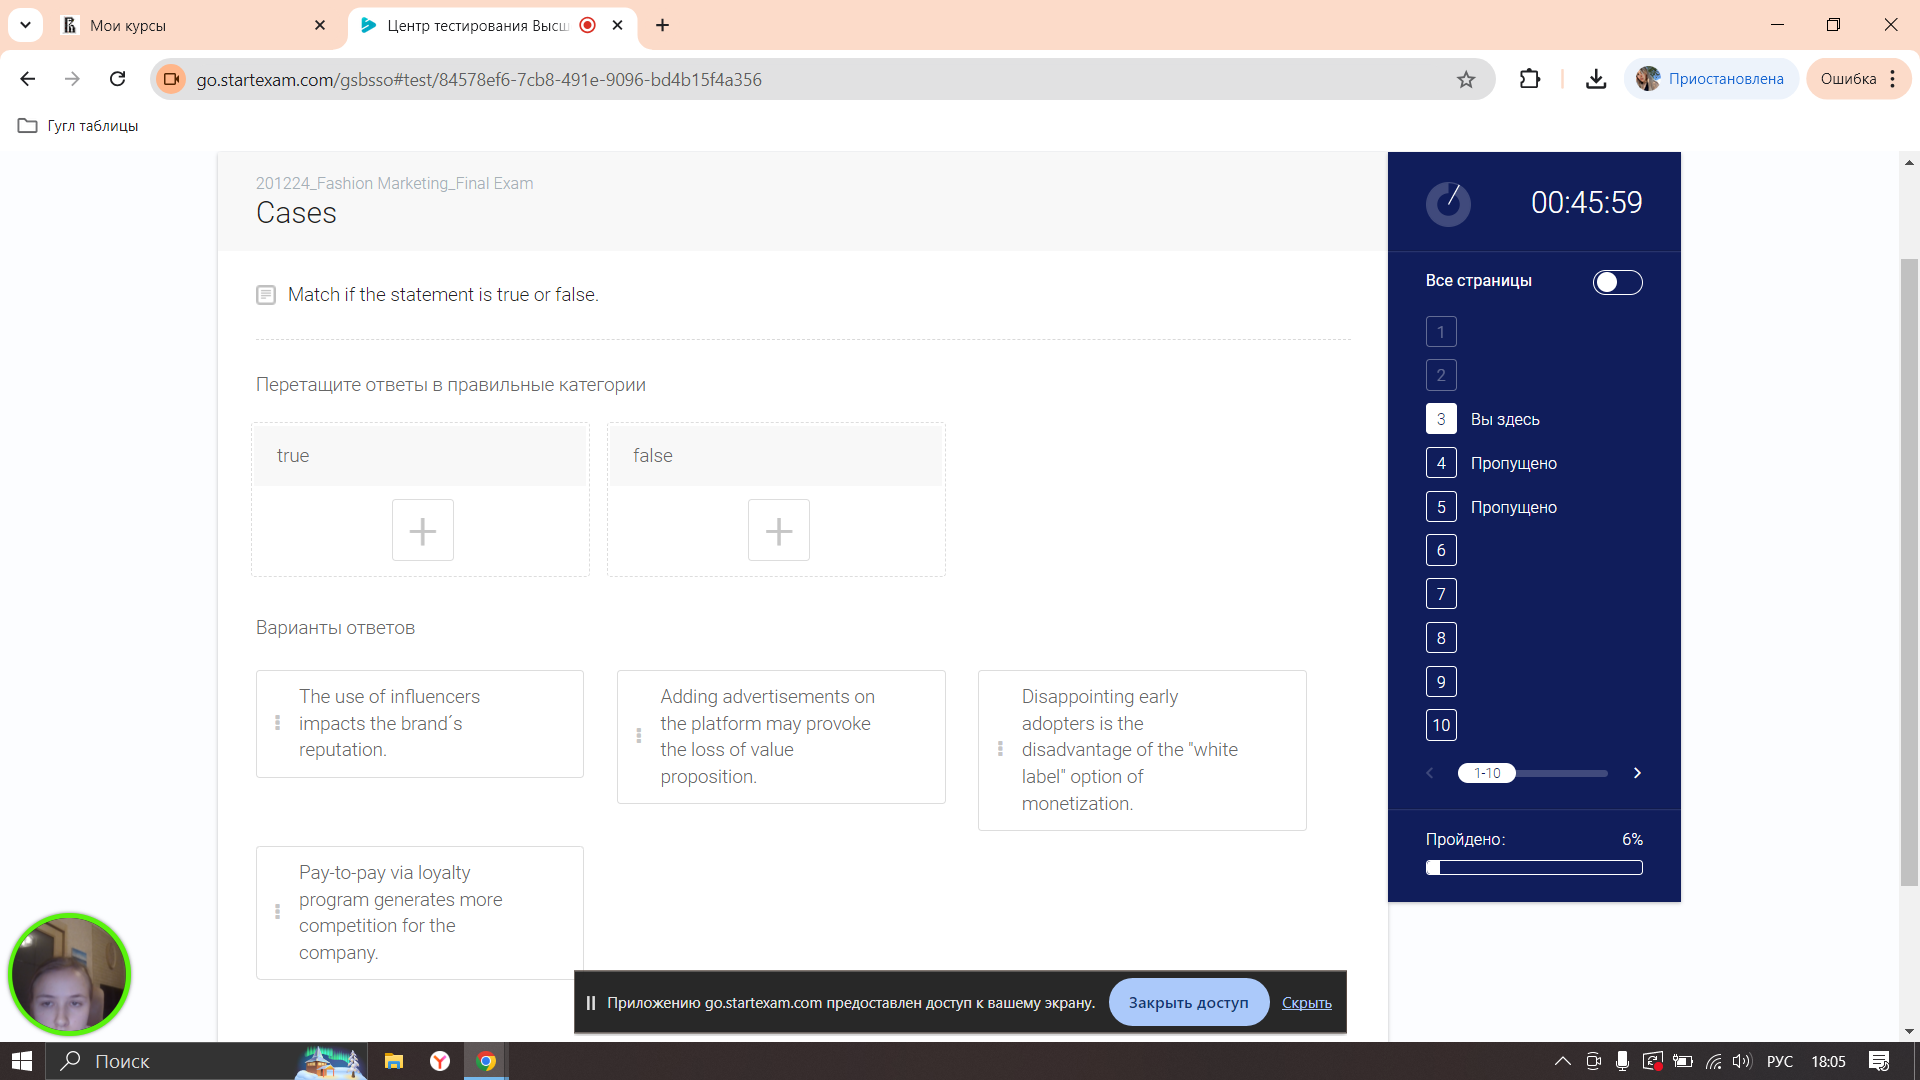 Мои курсы
Центр тестирования Высш
go.startexam.com/gsbsso#test/84578ef6-7cb8-491e-9096-bd4b15f4a356
Приостановлена
Ошибка
Гугл таблицы
201224_Fashion Marketing_Final Exam
Cases
Match if the statement is true or false.
Перетащите ответы в правильные категории
true
false
Варианты ответов
The use of influencers
impacts the brand´s
reputation.
Adding advertisements on
the platform may provoke
the loss of value
proposition.
Disappointing early
adopters is the
disadvantage of the "white
label" option of
monetization.
Pay-to-pay via loyalty
program generates more
competition for the
company.
00:45:59
Все страницы
1
2
3 Вы здесь
4 Пропущено
5 Пропущено
6
7
8
9
10
1-10
Пройдено: 6%
Приложению go.startexam.com предоставлен доступ к вашему экрану.
Закрыть доступ
Скрыть
Поиск
РУС
18:05